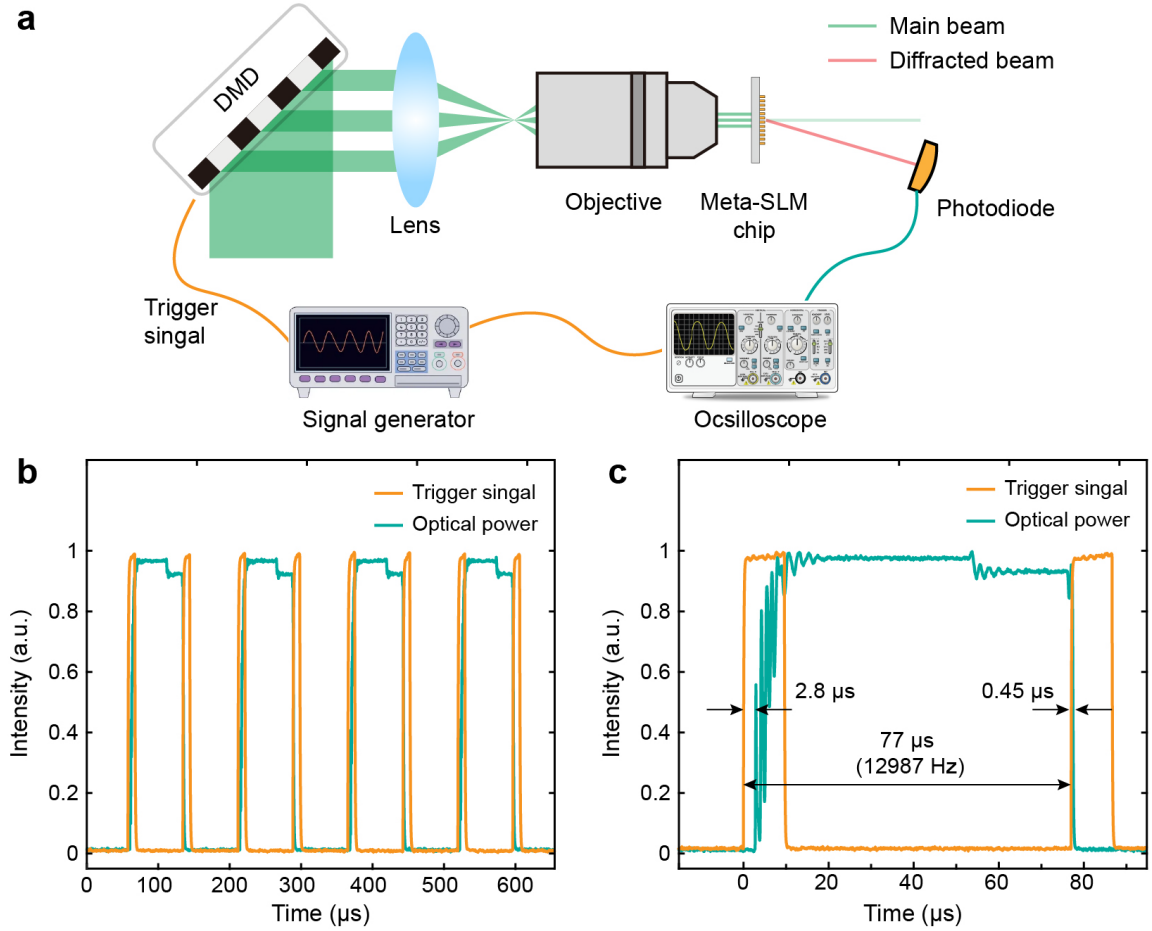 a
DMD
Main beam
Diffracted beam
Lens
Objective
Meta-SLM
chip
Photodiode
Trigger
singal
Signal generator
Ocsilloscope
b
Trigger singal
Optical power
Intensity (a.u.)
1
0.8
0.6
0.4
0.2
0
0 100 200 300 400 500 600
Time (µs)
c
Trigger singal
Optical power
Intensity (a.u.)
1
0.8
0.6
0.4
0.2
0
2.8 µs
0.45 µs
77 µs
(12987 Hz)
0 20 40 60 80
Time (µs)